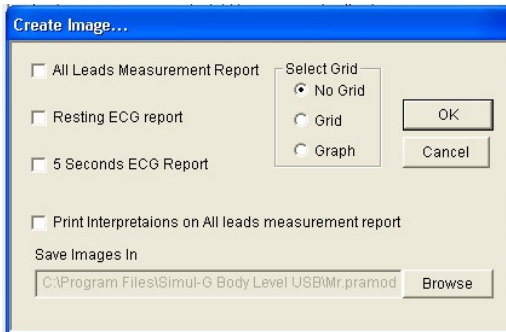 Create Image...
All Leads Measurement Report
Select Grid
No Grid
Resting ECG report
Grid
OK
Graph
Cancel
5 Seconds ECG Report
Print Interpretaions on All leads measurement report
Save Images In
C:\Program Files\Simul-G Body Level USB\Mr.pramod
Browse